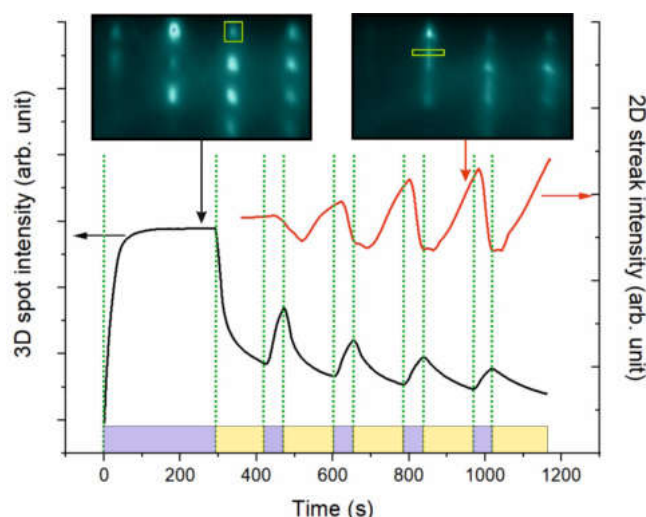 3D spot intensity (arb. unit)
2D streak intensity
(arb. unit)
0 200 400 600 800 1000 1200
Time (s)